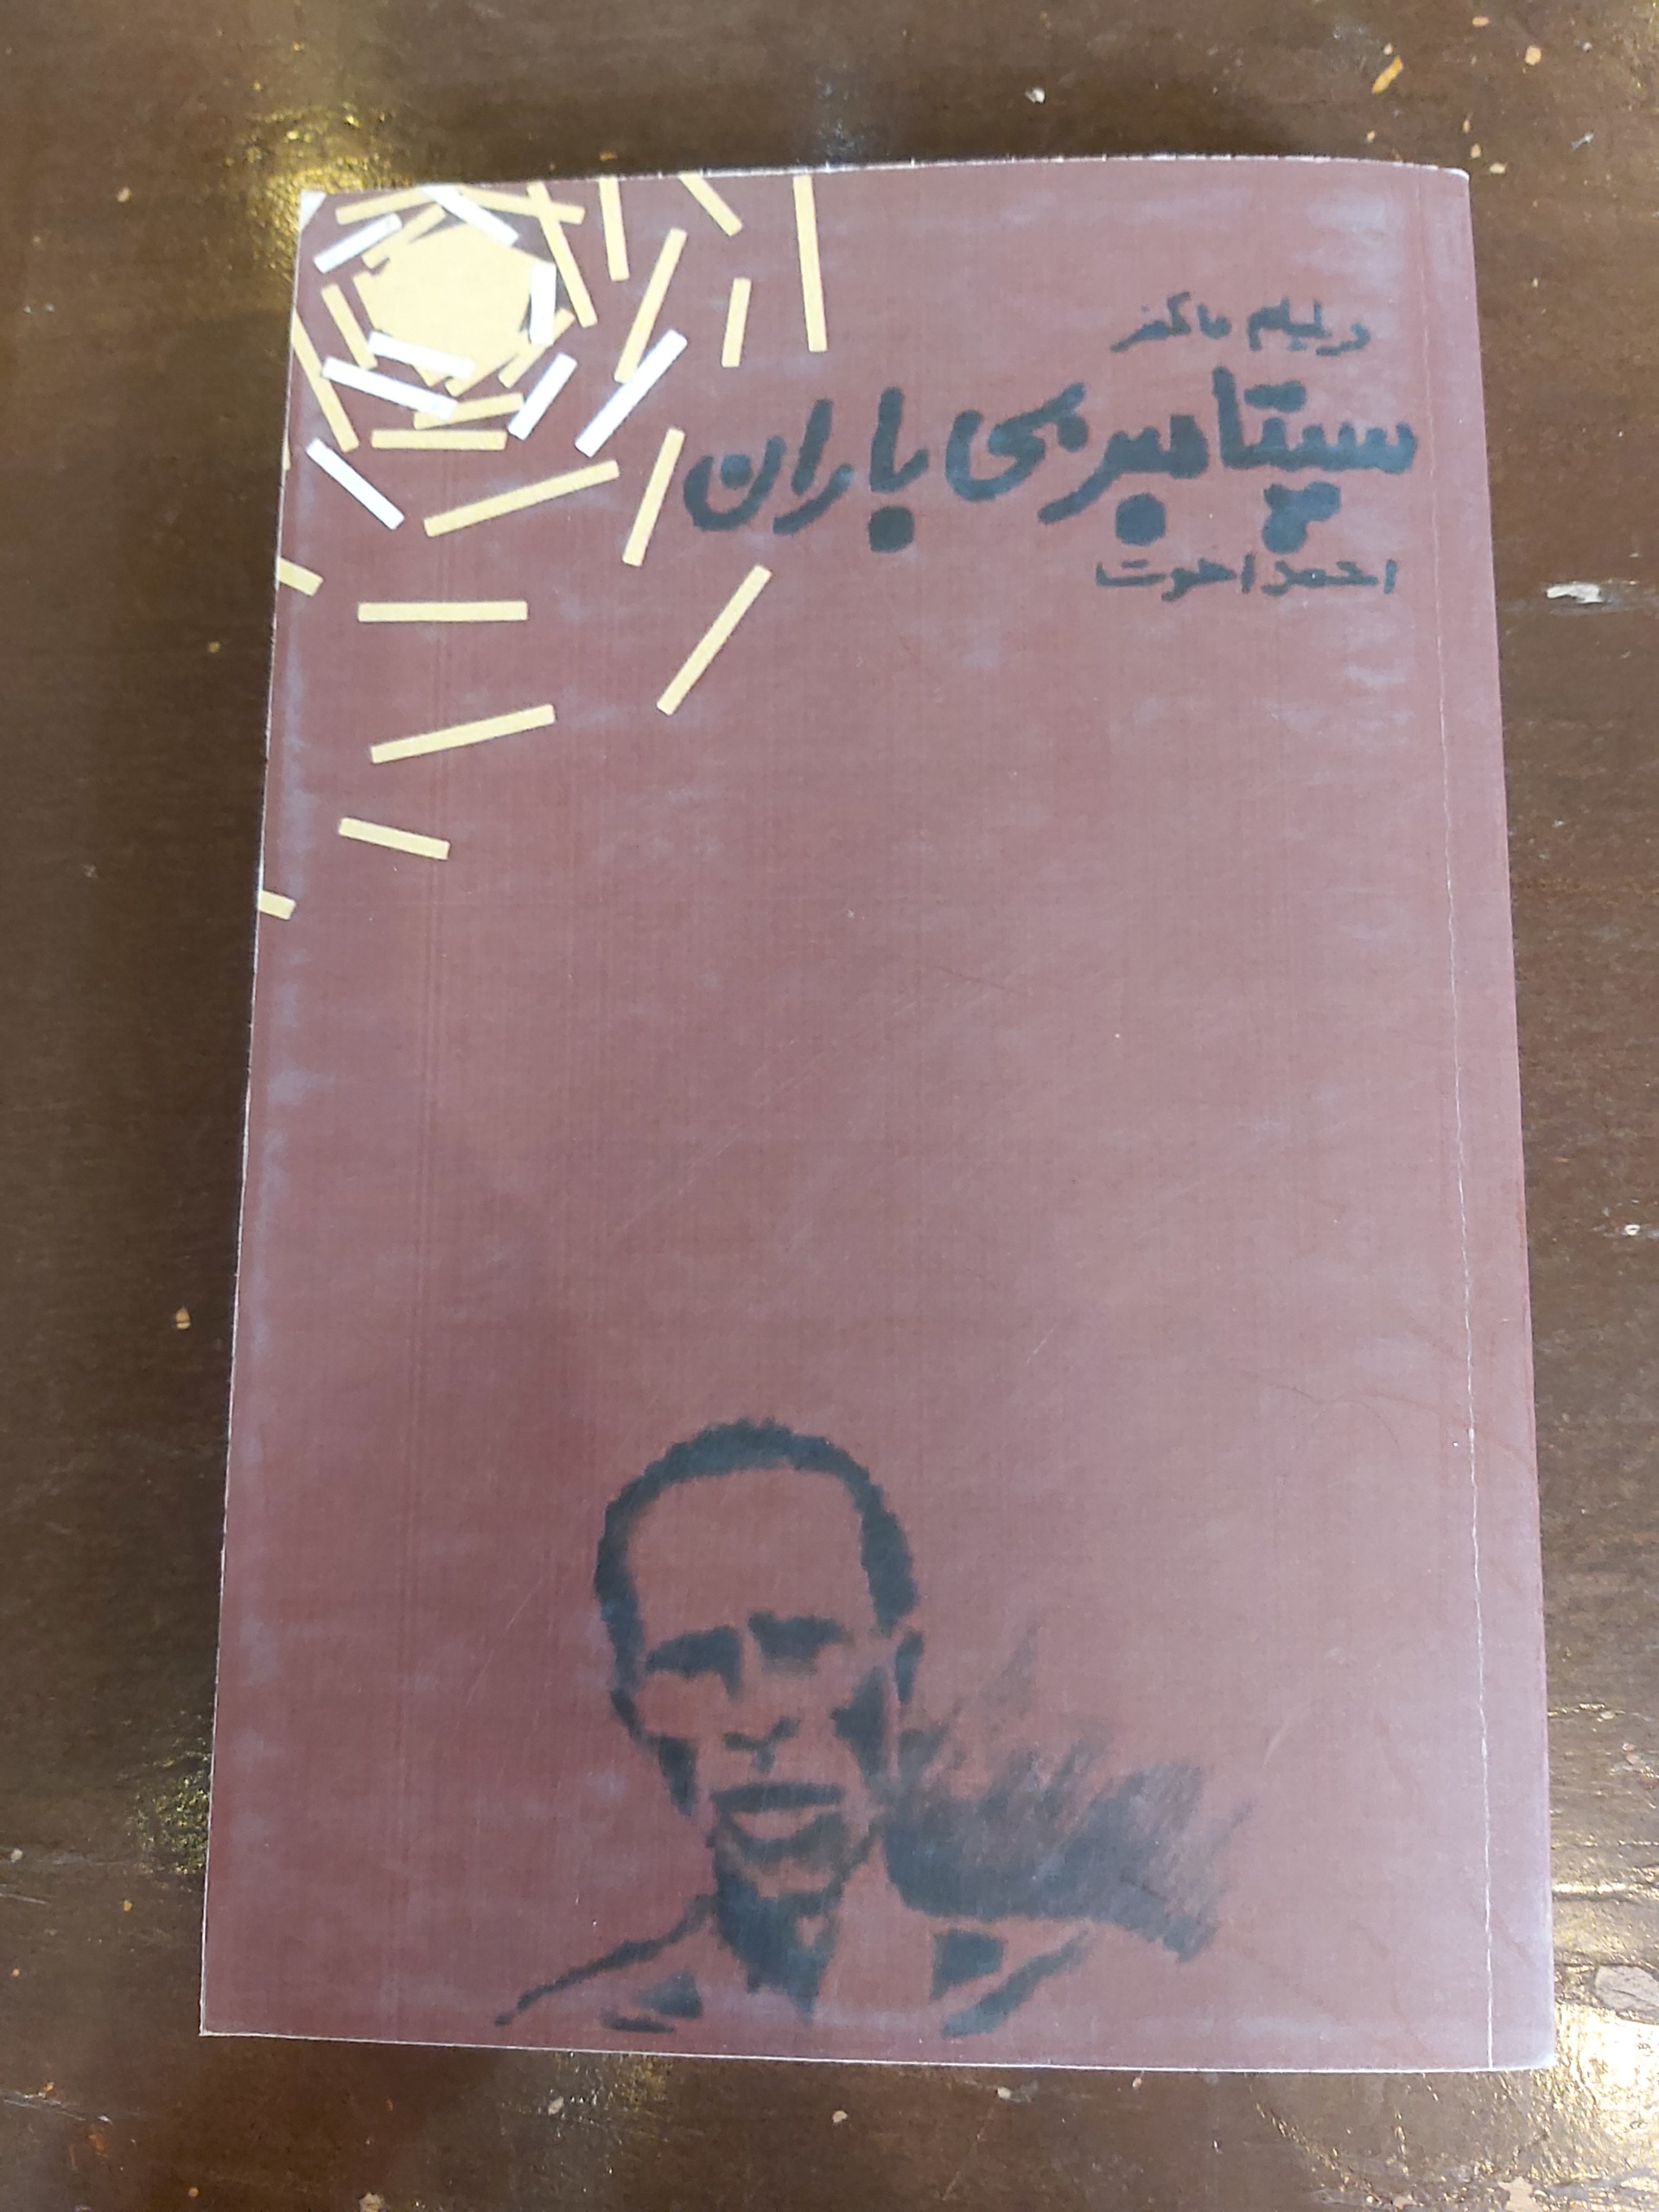 ویلیام فاکنر
سپتامبر بی باران
احمد اخوت